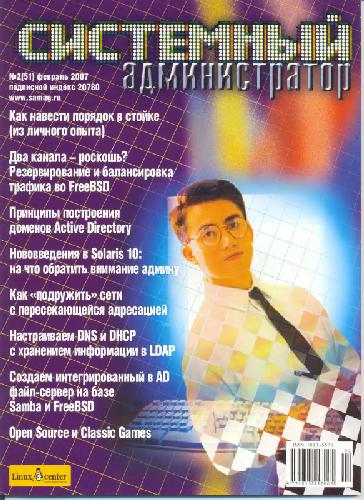 СИСТЕМНЫЙ
администратор
№2(51) февраль 2007
подписной индекс 20780
www.samag.ru
Как навести порядок в стойке
(из личного опыта)
Два канала – роскошь?
Резервирование и балансировка
трафика во FreeBSD
Принципы построения
доменов Active Directory
Нововведения в Solaris 10:
на что обратить внимание админу
Как «подружить» сети
с пересекающейся адресацией
Настраиваем DNS и DHCP
с хранением информации в LDAP
Создаем интегрированный в AD
файл-сервер на базе
Samba и FreeBSD
Open Source и Classic Games
Linux center